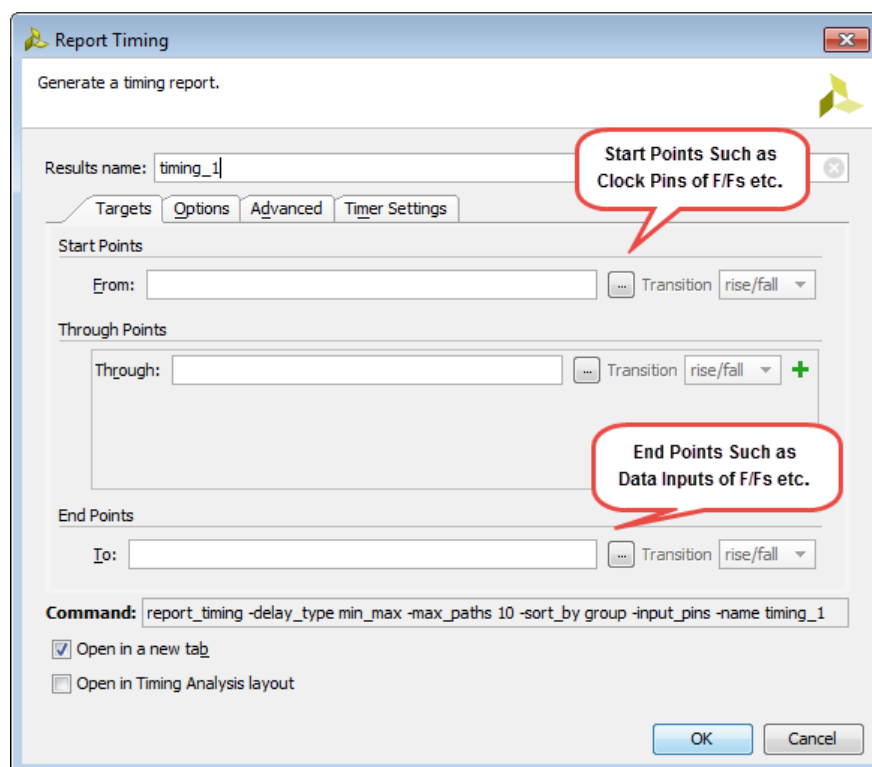 Report Timing
Generate a timing report.
Start Points Such as
Clock Pins of F/Fs etc.
Results name: timing_1
Targets Options Advanced Timer Settings
Start Points
From: ... Transition rise/fall
Through Points
Through: ... Transition rise/fall
End Points Such as
Data Inputs of F/Fs etc.
End Points
To: ... Transition rise/fall
Command: report_timing -delay_type min_max -max_paths 10 -sort_by group -input_pins -name timing_1
Open in a new tab
Open in Timing Analysis layout
OK Cancel